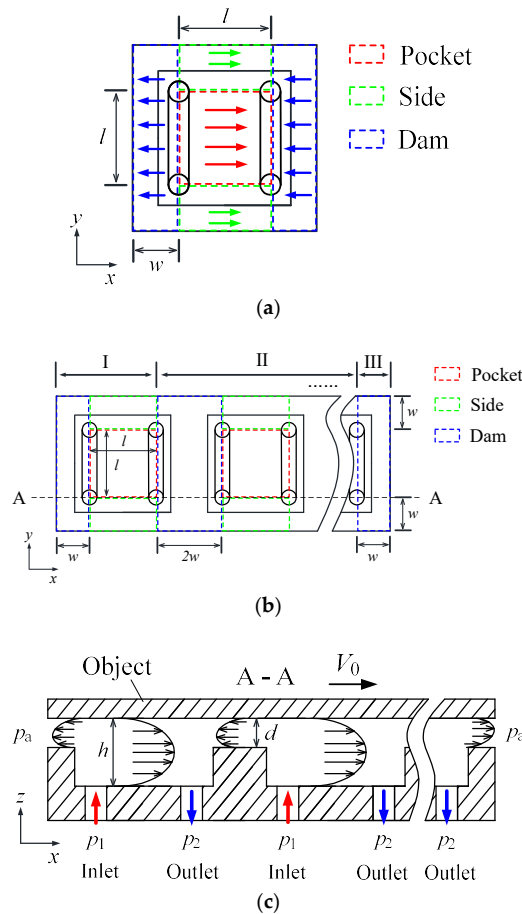 l
Pocket
Side
Dam
l
y
x
w
(a)
I
II
III
......
Pocket
Side
Dam
w
l
l
A
A
y
x
w
2w
w
w
(b)
Object
A - A
V0
pa
h
d
pa
z
x
p1
p2
p1
p2
p2
Inlet
Outlet
Inlet
Outlet
Outlet
(c)